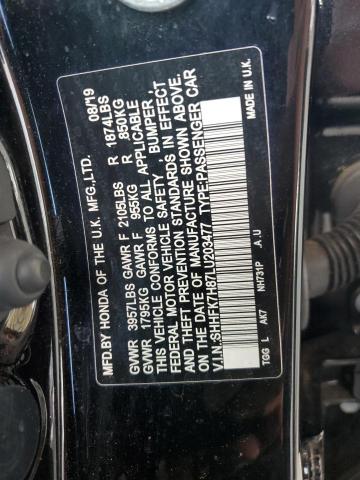 MFD.BY HONDA OF THE U.K. MFG.,LTD. 08/19
GVWR 3957LBS GAWR F 2105LBS R 1874LBS
GVWR 1795KG GAWR F 955KG R 850KG
THIS VEHICLE CONFORMS TO ALL APPLICABLE
FEDERAL MOTOR VEHICLE SAFETY, BUMPER,
AND THEFT PREVENTION STANDARDS IN EFFECT
ON THE DATE OF MANUFACTURE SHOWN ABOVE.
V.I.N.:SHHFK7H87LU203477 TYPE:PASSENGER CAR
TGG L AK7 NH731P .A.U MADE IN U.K.